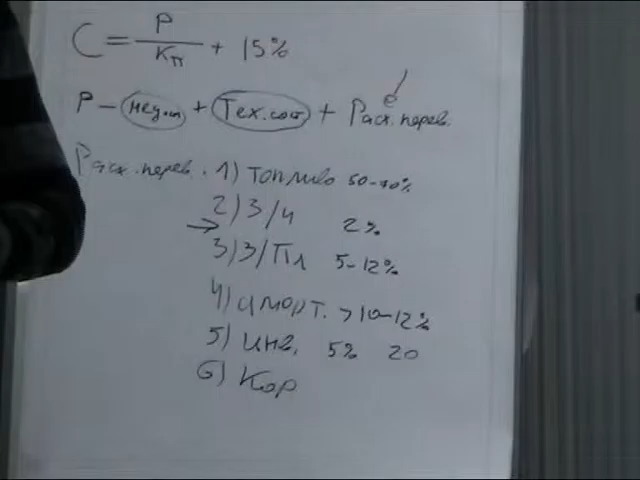 C = P / Kп + 15%
P – недоп + Тех. сост + Расх. перев.
Расх. перев. 1) Топливо 50-70%
2) З/ч 2%
3) З/Пл 5-12%
4) аморт. > 10-12%
5) инв. 5% 20
6) Кор